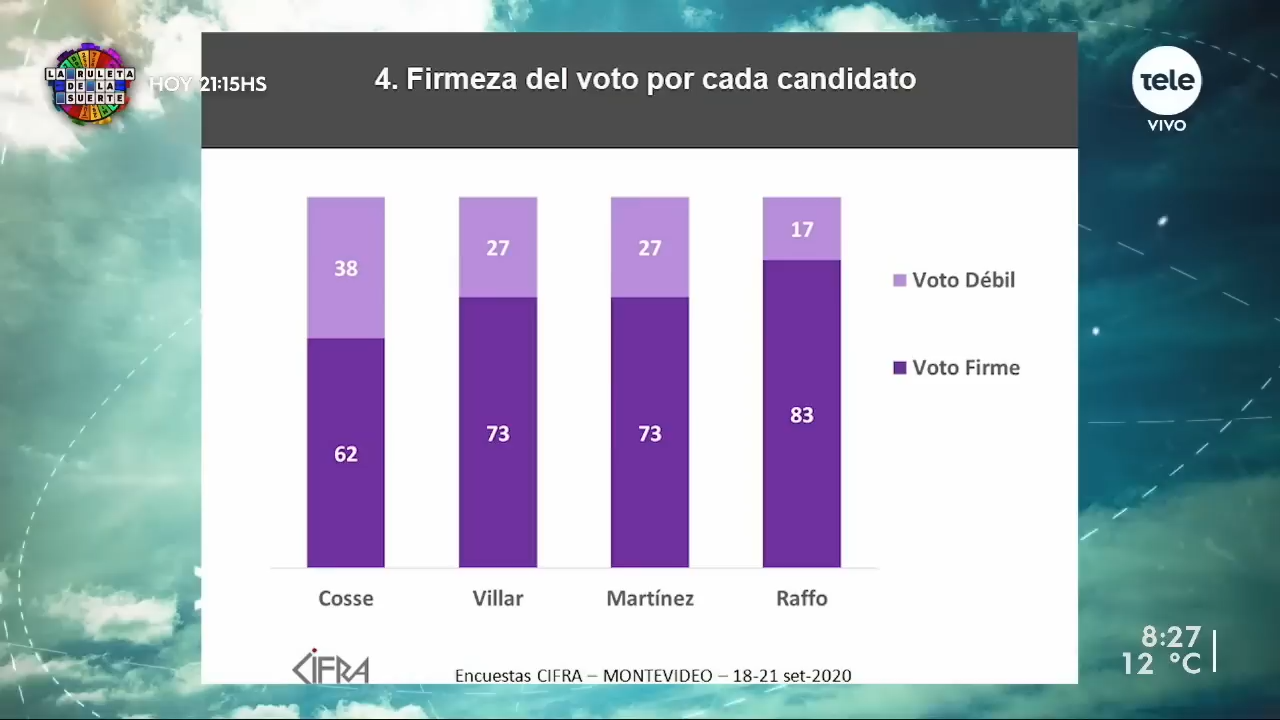 4. Firmeza del voto por cada candidato
LA RULETA
DE LA
SUERTE
HOY 21:15HS
tele
VIVO
38
27
27
17
Voto Débil
Voto Firme
62
73
73
83
Cosse
Villar
Martínez
Raffo
CIFRA
Encuestas CIFRA – MONTEVIDEO – 18-21 set-2020
8:27
12 °C